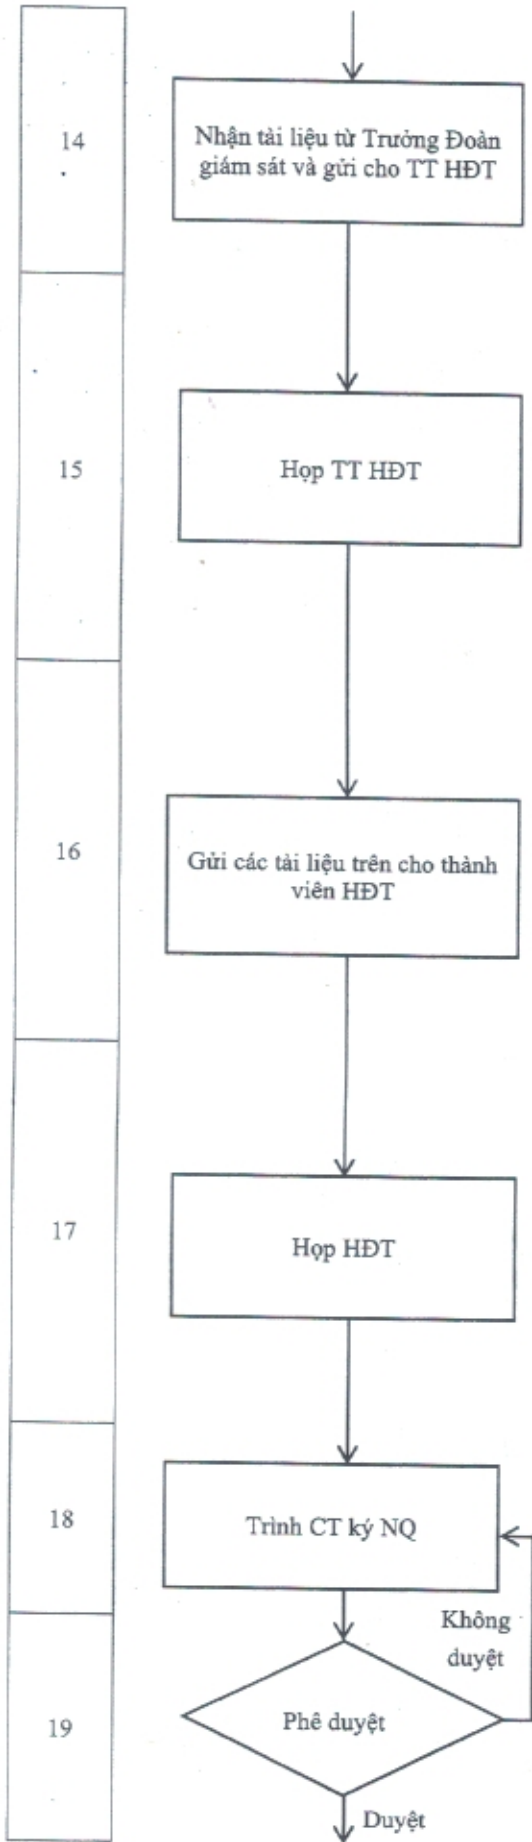 14
Nhận tài liệu từ Trưởng Đoàn
giám sát và gửi cho TT HĐT
15
Họp TT HĐT
16
Gửi các tài liệu trên cho thành
viên HĐT
17
Họp HĐT
18
Trình CT ký NQ
Không
duyệt
19
Phê duyệt
Duyệt